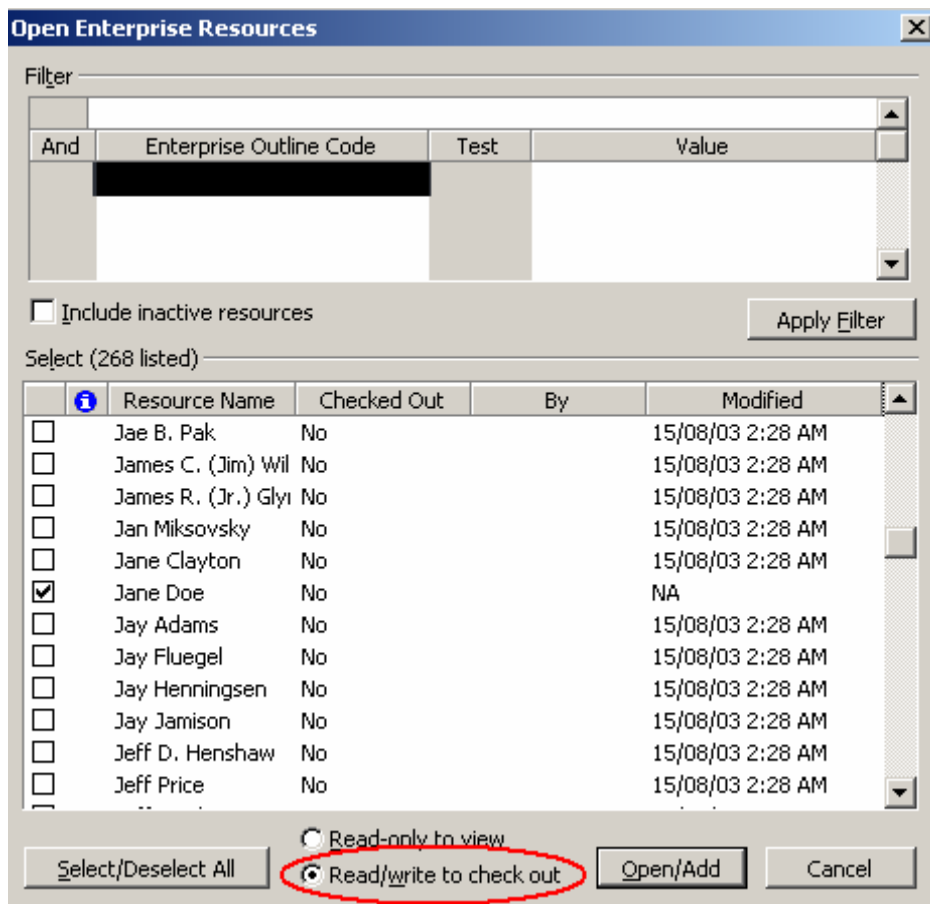 Open Enterprise Resources
Filter
And Enterprise Outline Code Test Value
Include inactive resources
Apply Filter
Select (268 listed)
Resource Name Checked Out By Modified
Jae B. Pak No 15/08/03 2:28 AM
James C. (Jim) Wil No 15/08/03 2:28 AM
James R. (Jr.) Gly No 15/08/03 2:28 AM
Jan Miksovsky No 15/08/03 2:28 AM
Jane Clayton No 15/08/03 2:28 AM
Jane Doe No NA
Jay Adams No 15/08/03 2:28 AM
Jay Fluegel No 15/08/03 2:28 AM
Jay Henningsen No 15/08/03 2:28 AM
Jay Jamison No 15/08/03 2:28 AM
Jeff D. Henshaw No 15/08/03 2:28 AM
Jeff Price No 15/08/03 2:28 AM
Read-only to view
Select/Deselect All Read/write to check out Open/Add Cancel